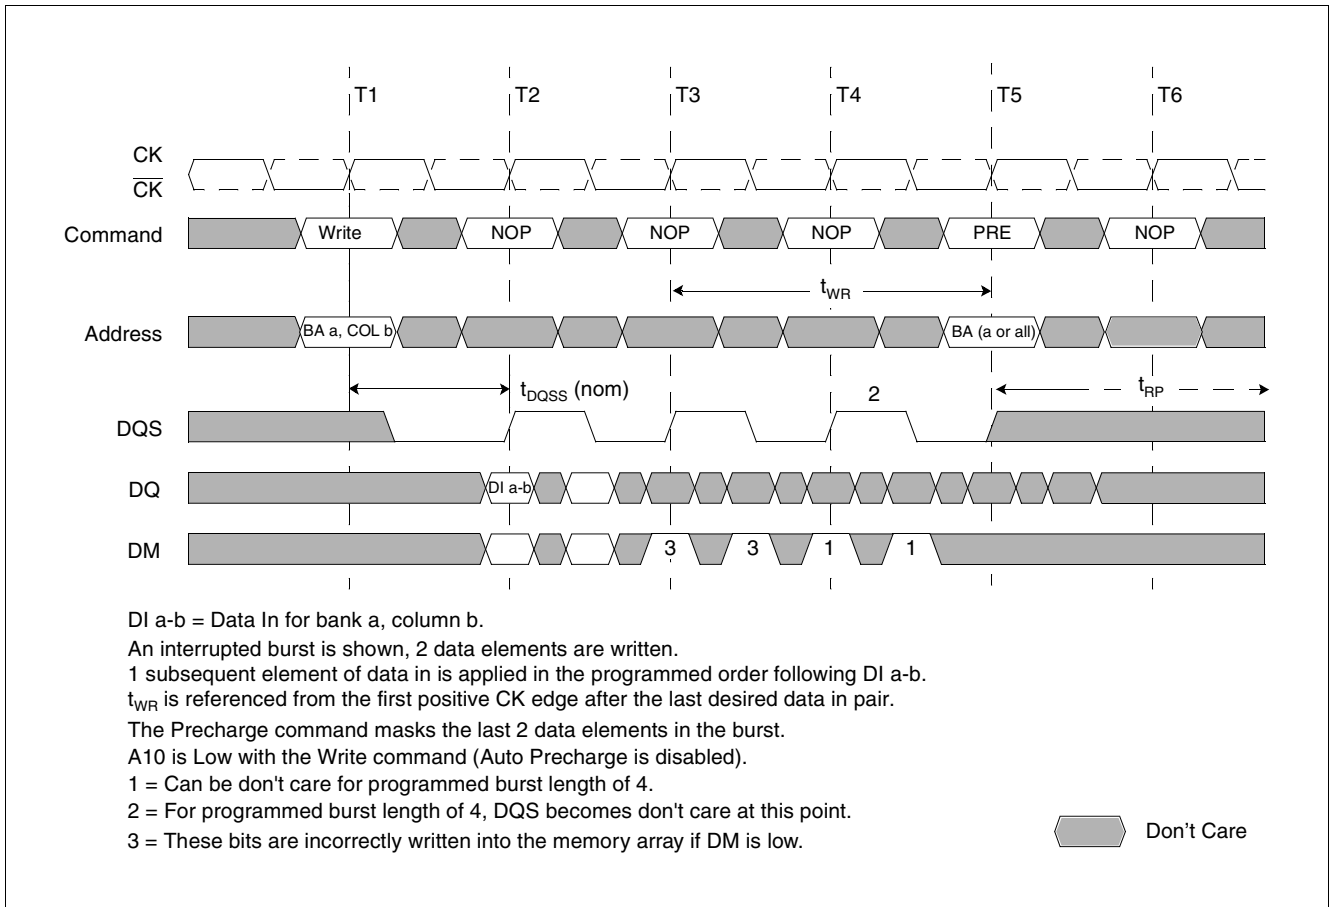 T1 T2 T3 T4 T5 T6
CK
CK
Command Write NOP NOP NOP PRE NOP
tWR
Address BA a, COL b BA (a or all)
tDQSS (nom) 2 tRP
DQS
DQ DI a-b
DM 3 3 1 1
DI a-b = Data In for bank a, column b.
An interrupted burst is shown, 2 data elements are written.
1 subsequent element of data in is applied in the programmed order following DI a-b.
tWR is referenced from the first positive CK edge after the last desired data in pair.
The Precharge command masks the last 2 data elements in the burst.
A10 is Low with the Write command (Auto Precharge is disabled).
1 = Can be don't care for programmed burst length of 4.
2 = For programmed burst length of 4, DQS becomes don't care at this point.
3 = These bits are incorrectly written into the memory array if DM is low.
Don't Care